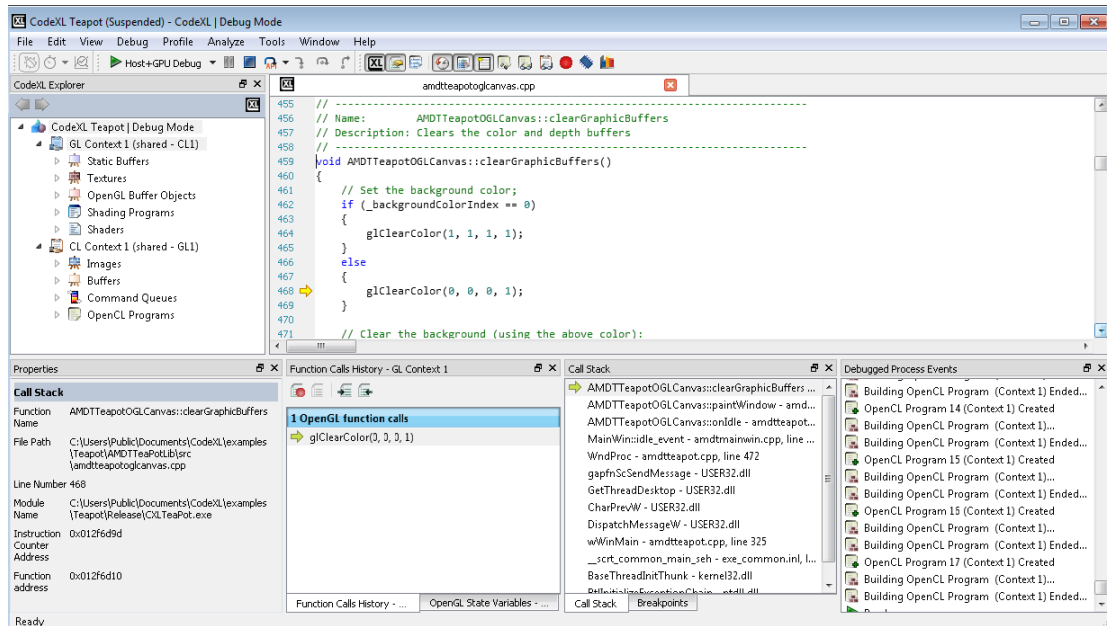 CodeXL Teapot (Suspended) - CodeXL | Debug Mode
File Edit View Debug Profile Analyze Tools Window Help
Host+GPU Debug
CodeXL Explorer
CodeXL Teapot | Debug Mode
GL Context 1 (shared - CL1)
Static Buffers
Textures
OpenGL Buffer Objects
Shading Programs
Shaders
CL Context 1 (shared - GL1)
Images
Buffers
Command Queues
OpenCL Programs
amdtteapotoglcanvas.cpp
455 // ---------------------------------------------------------------------------
456 // Name: AMDTTeapotOGLCanvas::clearGraphicBuffers
457 // Description: Clears the color and depth buffers
458 // ---------------------------------------------------------------------------
459 void AMDTTeapotOGLCanvas::clearGraphicBuffers()
460 {
461 // Set the background color;
462 if (_backgroundColorIndex == 0)
463 {
464 glClearColor(1, 1, 1, 1);
465 }
466 else
467 {
468 glClearColor(0, 0, 0, 1);
469 }
470
471 // Clear the background (using the above color):
Properties
Call Stack
Function Name AMDTTeapotOGLCanvas::clearGraphicBuffers
File Path C:\Users\Public\Documents\CodeXL\examples
\Teapot\AMDTTeaPotLib\src
\amdtteapotoglcanvas.cpp
Line Number 468
Module Name C:\Users\Public\Documents\CodeXL\examples
\Teapot\Release\CXLTeaPot.exe
Instruction Counter Address 0x012f6d9d
Function address 0x012f6d10
Function Calls History - GL Context 1
1 OpenGL function calls
glClearColor(0, 0, 0, 1)
Function Calls History - ... OpenGL State Variables - ...
Call Stack
AMDTTeapotOGLCanvas::clearGraphicBuffers ...
AMDTTeapotOGLCanvas::paintWindow - amd...
AMDTTeapotOGLCanvas::onIdle - amdtteapot...
MainWin::idle_event - amdtmainwin.cpp, line ...
WndProc - amdtteapot.cpp, line 472
gapfnScSendMessage - USER32.dll
GetThreadDesktop - USER32.dll
CharPrevW - USER32.dll
DispatchMessageW - USER32.dll
wWinMain - amdtteapot.cpp, line 325
__scrt_common_main_seh - exe_common.inl, l...
BaseThreadInitThunk - kernel32.dll
Call Stack Breakpoints
Debugged Process Events
Building OpenCL Program (Context 1) Ended...
OpenCL Program 14 (Context 1) Created
Building OpenCL Program (Context 1)...
Building OpenCL Program (Context 1) Ended...
OpenCL Program 15 (Context 1) Created
Building OpenCL Program (Context 1)...
Building OpenCL Program (Context 1) Ended...
OpenCL Program 15 (Context 1) Created
Building OpenCL Program (Context 1)...
Building OpenCL Program (Context 1) Ended...
OpenCL Program 17 (Context 1) Created
Building OpenCL Program (Context 1)...
Building OpenCL Program (Context 1) Ended...
Ready